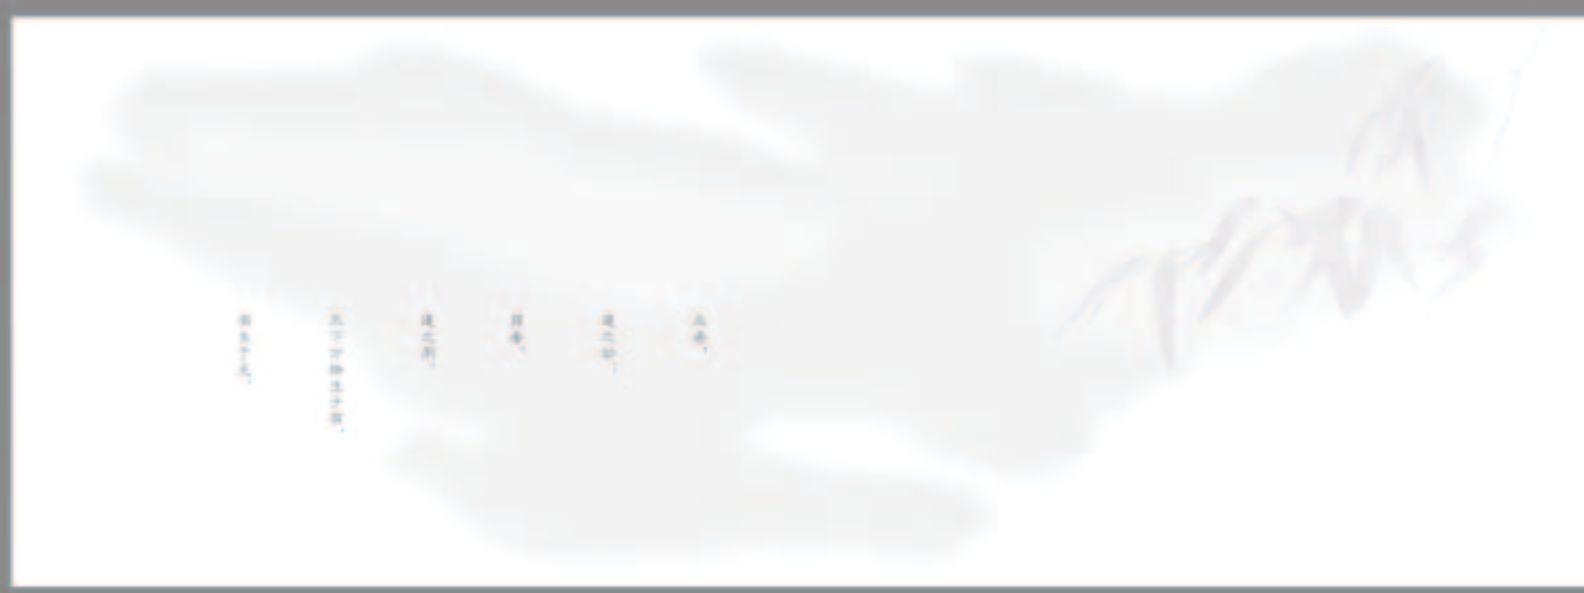 反者，
道之动；
弱者，
道之用。
天下万物生于有，
有生于无。